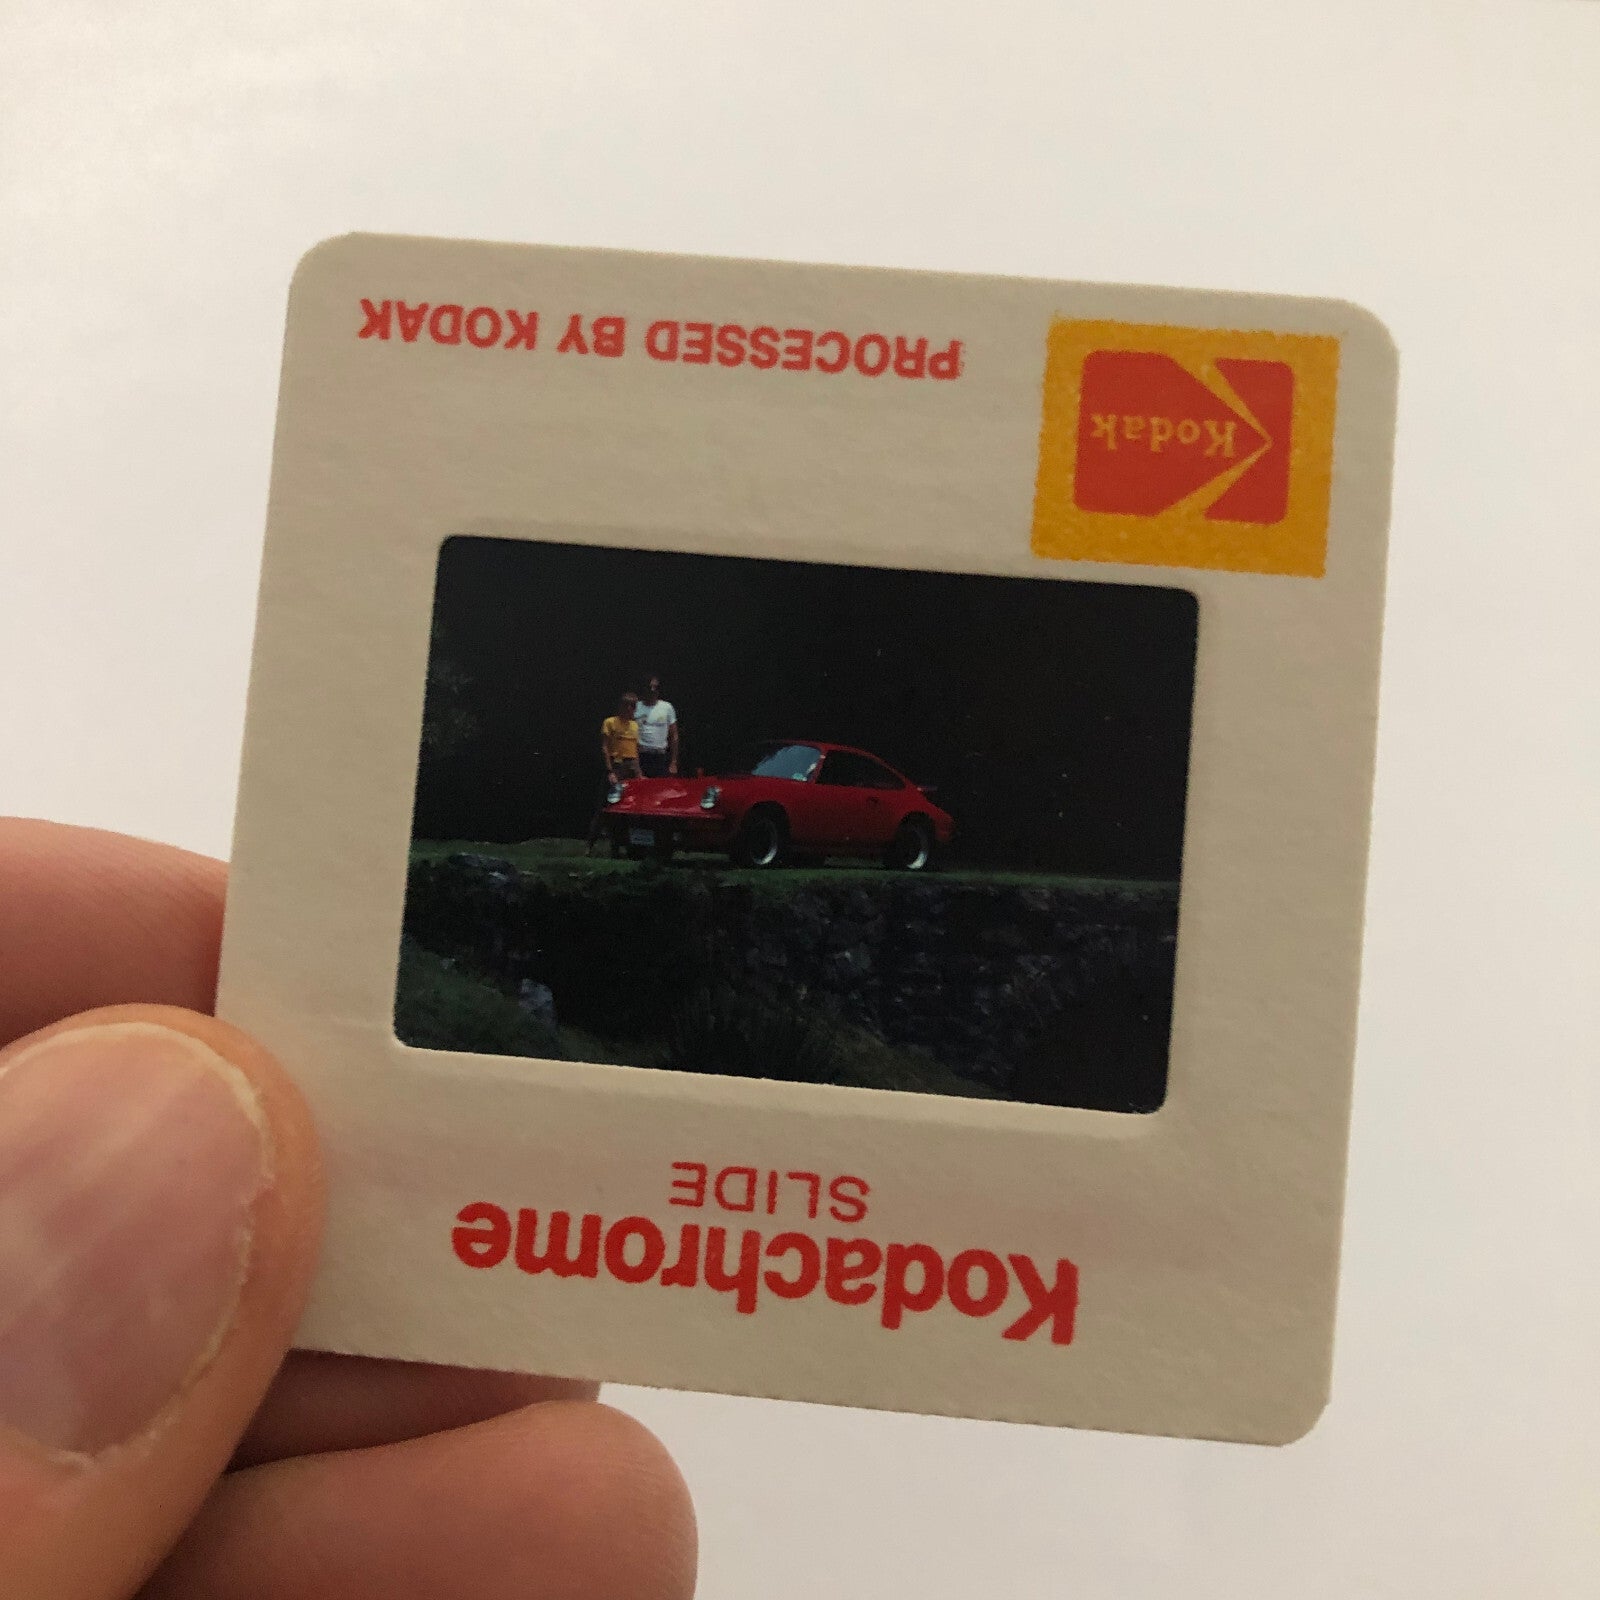 PROCESSED BY KODAK
Kodak
SLIDE
Kodachrome